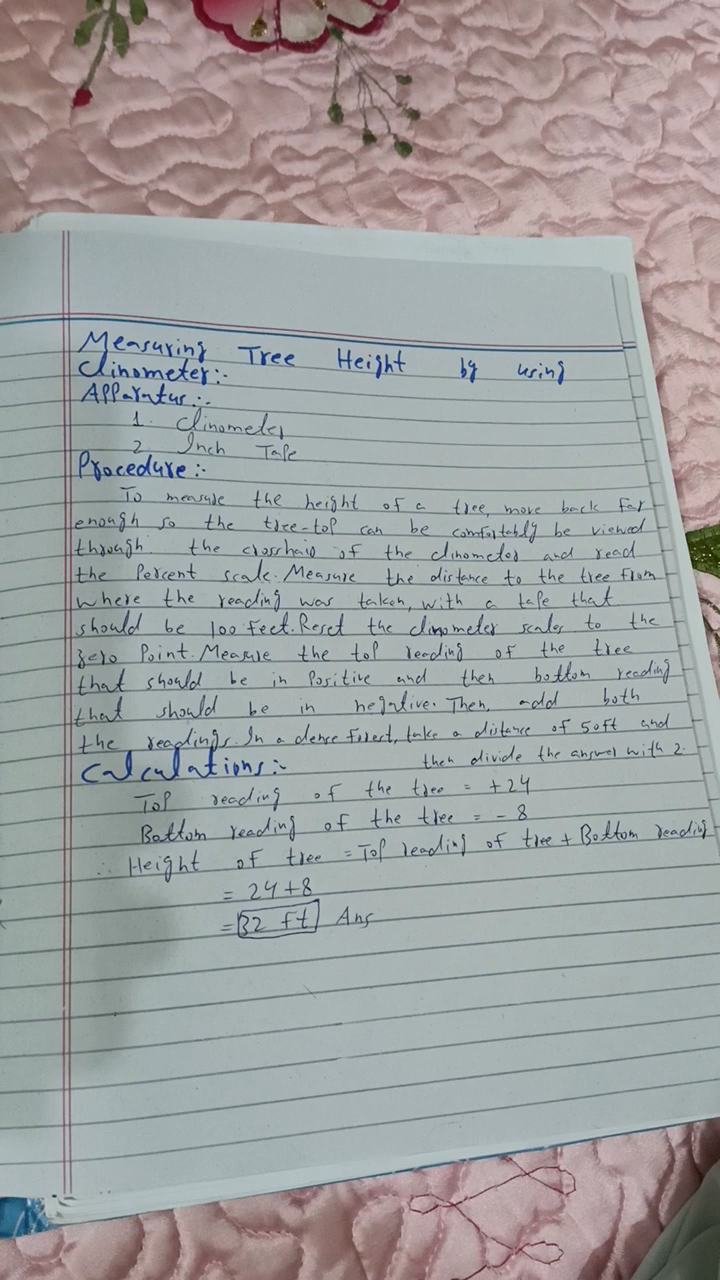 Measuring Tree Height by using
Clinometer:-
Apparatus:-
1. Clinometer
2. Inch Tape
Procedure:-
To measure the height of a tree, move back far
enough so the tree-top can be comfortably be viewed
through the crosshair of the clinometer and read
the Percent scale. Measure the distance to the tree from
where the reading was taken, with a tape that
should be 100 feet. Reset the clinometer scales to the
zero Point. Measure the top reading of the tree
that should be in Positive and then bottom reading
that should be in negative. Then, add both
the readings. In a dense forest, take a distance of 50ft and
then divide the answer with 2.
Calculations:-
Top reading of the tree = +24
Bottom reading of the tree = -8
∴ Height of tree = Top reading of tree + Bottom reading
= 24+8
= 32 ft Ans